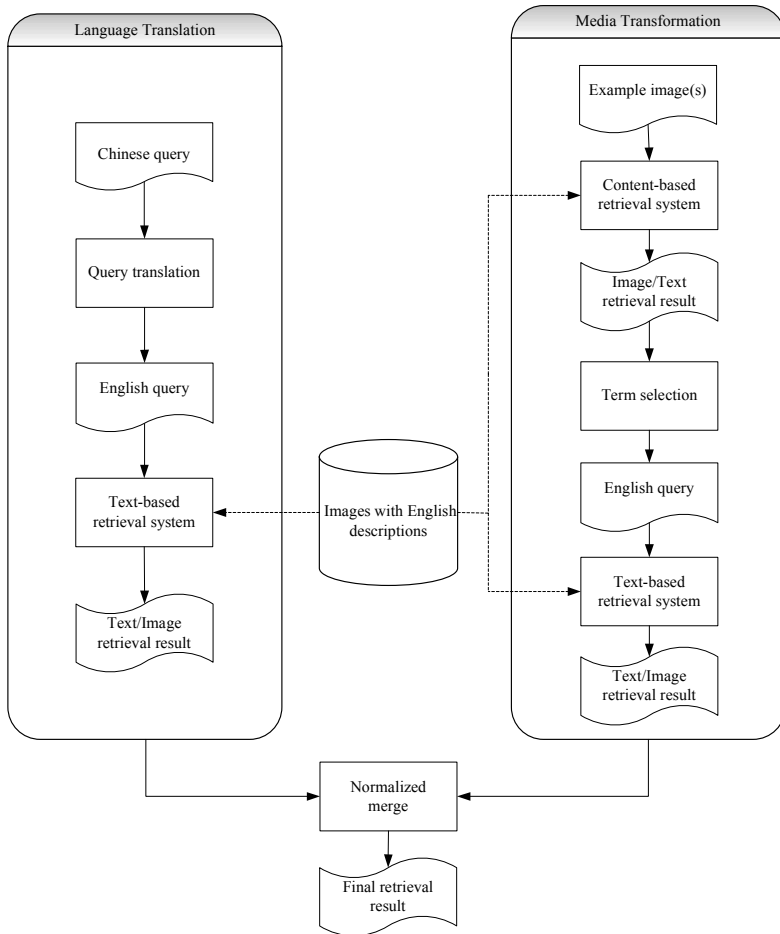 Language Translation
Chinese query
Query translation
English query
Text-based
retrieval system
Text/Image
retrieval result
Images with English
descriptions
Media Transformation
Example image(s)
Content-based
retrieval system
Image/Text
retrieval result
Term selection
English query
Text-based
retrieval system
Text/Image
retrieval result
Normalized
merge
Final retrieval
result